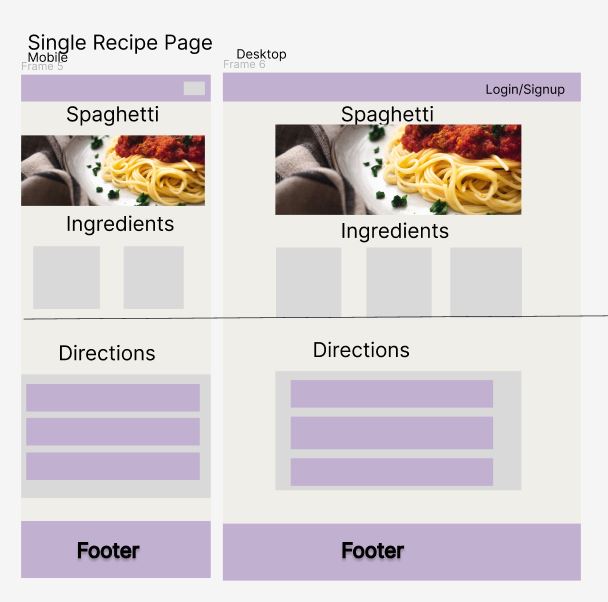 Single Recipe Page
Mobile
Frame 5
Spaghetti
Ingredients
Directions
Footer
Desktop
Frame 6
Login/Signup
Spaghetti
Ingredients
Directions
Footer